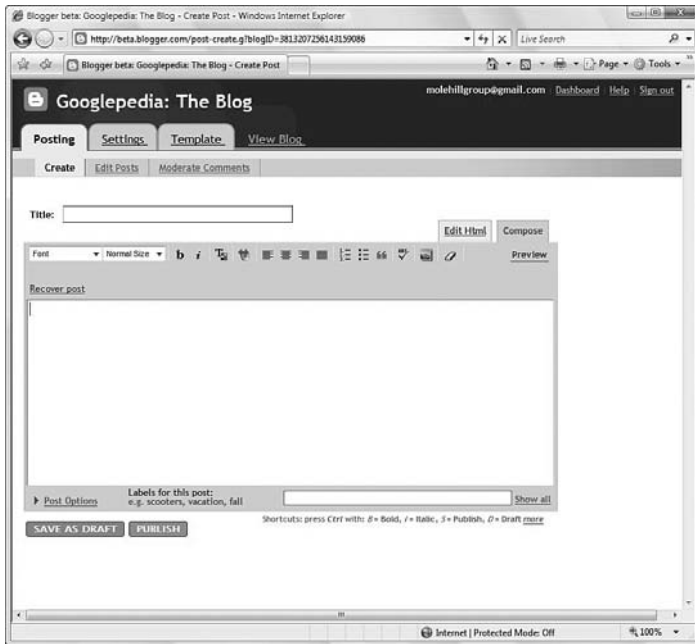 Blogger beta: Googlepedia: The Blog - Create Post - Windows Internet Explorer
http://beta.blogger.com/post-create.g?blogID=3813207256143159086
Live Search
Blogger beta: Googlepedia: The Blog - Create Post
Page Tools
molehillgroup@gmail.com Dashboard Help Sign out
Googlepedia: The Blog
Posting Settings Template View Blog
Create Edit Posts Moderate Comments
Title:
Edit Html Compose
Font Normal Size b i Preview
Recover post
Post Options Labels for this post: Show all
e.g. scooters, vacation, fall
Shortcuts: press Ctrl with: B = Bold, I = Italic, S = Publish, D = Draft more
SAVE AS DRAFT PUBLISH
Internet | Protected Mode: Off 100%